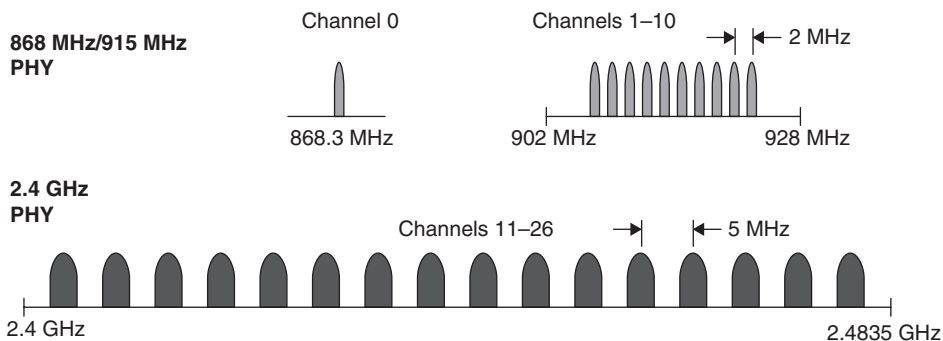 868 MHz/915 MHz
PHY
Channel 0
868.3 MHz
Channels 1–10
2 MHz
902 MHz
928 MHz
2.4 GHz
PHY
Channels 11–26
5 MHz
2.4 GHz
2.4835 GHz